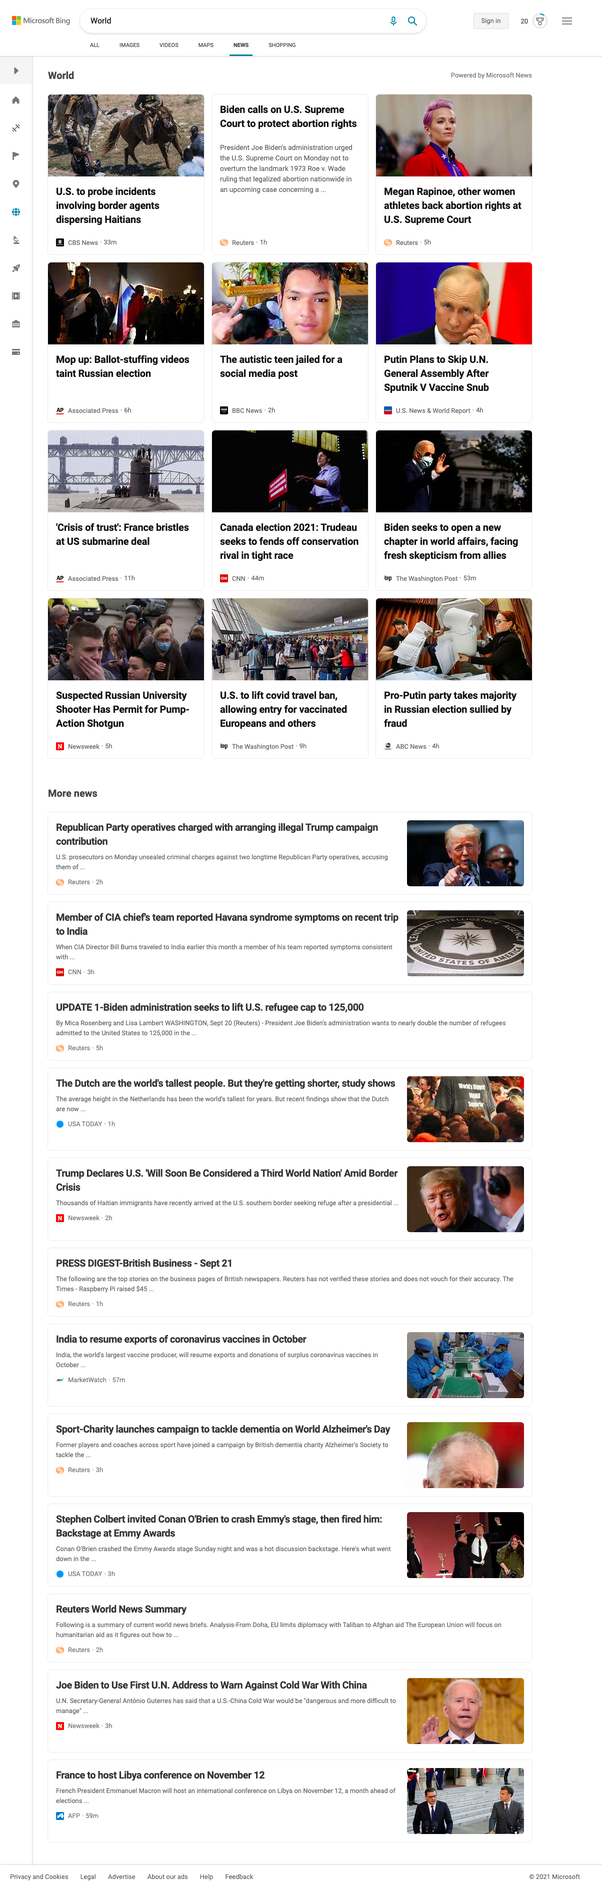 Microsoft Bing
World
Sign in
20
ALL IMAGES VIDEOS MAPS NEWS SHOPPING
World
Powered by Microsoft News
U.S. to probe incidents
involving border agents
dispersing Haitians
CBS News · 33m
Biden calls on U.S. Supreme
Court to protect abortion rights
President Joe Biden's administration urged
the U.S. Supreme Court on Monday not to
overturn the landmark 1973 Roe v. Wade
ruling that legalized abortion nationwide in
an upcoming case concerning a ...
Reuters · 1h
Megan Rapinoe, other women
athletes back abortion rights at
U.S. Supreme Court
Reuters · 5h
Mop up: Ballot-stuffing videos
taint Russian election
AP Associated Press · 6h
The autistic teen jailed for a
social media post
BBC News · 2h
Putin Plans to Skip U.N.
General Assembly After
Sputnik V Vaccine Snub
U.S. News & World Report · 4h
'Crisis of trust': France bristles
at US submarine deal
AP Associated Press · 11h
Canada election 2021: Trudeau
seeks to fends off conservation
rival in tight race
CNN · 44m
Biden seeks to open a new
chapter in world affairs, facing
fresh skepticism from allies
wp The Washington Post · 53m
Suspected Russian University
Shooter Has Permit for Pump-
Action Shotgun
N Newsweek · 5h
U.S. to lift covid travel ban,
allowing entry for vaccinated
Europeans and others
wp The Washington Post · 9h
Pro-Putin party takes majority
in Russian election sullied by
fraud
ABC News · 4h
More news
Republican Party operatives charged with arranging illegal Trump campaign
contribution
U.S. prosecutors on Monday unsealed criminal charges against two longtime Republican Party operatives, accusing
them of ...
Reuters · 2h
Member of CIA chief's team reported Havana syndrome symptoms on recent trip
to India
When CIA Director Bill Burns traveled to India earlier this month a member of his team reported symptoms consistent
with ...
CNN · 3h
CENTRAL INTELLIGENCE AGENCY
UNITED STATES OF AMERICA
UPDATE 1-Biden administration seeks to lift U.S. refugee cap to 125,000
By Mica Rosenberg and Lisa Lambert WASHINGTON, Sept 20 (Reuters) - President Joe Biden's administration wants to nearly double the number of refugees
admitted to the United States to 125,000 in the ...
Reuters · 5h
The Dutch are the world's tallest people. But they're getting shorter, study shows
The average height in the Netherlands has been the world's tallest for years. But recent findings show that the Dutch
are now ...
USA TODAY · 1h
Trump Declares U.S. 'Will Soon Be Considered a Third World Nation' Amid Border
Crisis
Thousands of Haitian immigrants have recently arrived at the U.S. southern border seeking refuge after a presidential ...
N Newsweek · 2h
PRESS DIGEST-British Business - Sept 21
The following are the top stories on the business pages of British newspapers. Reuters has not verified these stories and does not vouch for their accuracy. The
Times - Raspberry Pi raised $45 ...
Reuters · 1h
India to resume exports of coronavirus vaccines in October
India, the world's largest vaccine producer, will resume exports and donations of surplus coronavirus vaccines in
October ...
MarketWatch · 57m
Sport-Charity launches campaign to tackle dementia on World Alzheimer's Day
Former players and coaches across sport have joined a campaign by British dementia charity Alzheimer's Society to
tackle the ...
Reuters · 3h
Stephen Colbert invited Conan O'Brien to crash Emmy's stage, then fired him:
Backstage at Emmy Awards
Conan O'Brien crashed the Emmy Awards stage Sunday night and was a hot discussion backstage. Here's what went
down in the ...
USA TODAY · 3h
Reuters World News Summary
Following is a summary of current world news briefs. Analysis-From Doha, EU limits diplomacy with Taliban to Afghan aid The European Union will focus on
humanitarian aid as it figures out how to ...
Reuters · 2h
Joe Biden to Use First U.N. Address to Warn Against Cold War With China
U.N. Secretary-General António Guterres has said that a U.S.-China Cold War would be "dangerous and more difficult to
manage" ...
N Newsweek · 3h
France to host Libya conference on November 12
French President Emmanuel Macron will host an international conference on Libya on November 12, a month ahead of
elections ...
AFP · 59m
Privacy and Cookies Legal Advertise About our ads Help Feedback
© 2021 Microsoft